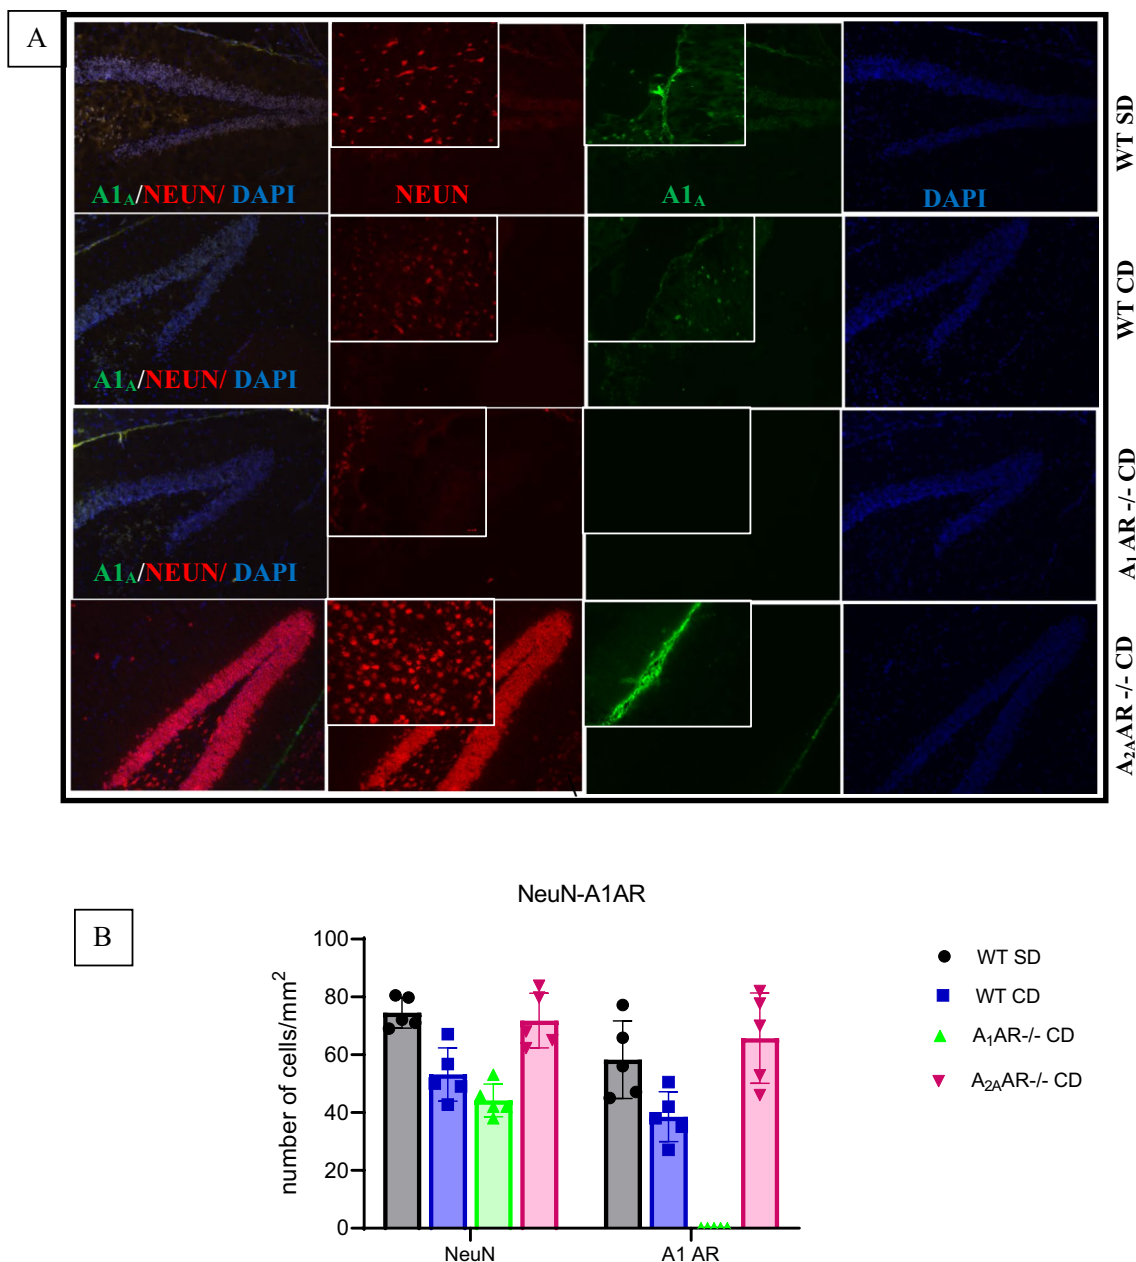 A
A1A/NEUN/ DAPI
NEUN
A1A
DAPI
WT SD
A1A/NEUN/ DAPI
WT CD
A1A/NEUN/ DAPI
A1 AR -/- CD
A2AAR -/- CD
B
NeuN-A1AR
number of cells/mm²
100
80
60
40
20
0
NeuN
A1 AR
WT SD
WT CD
A1AR-/- CD
A2AAR-/- CD